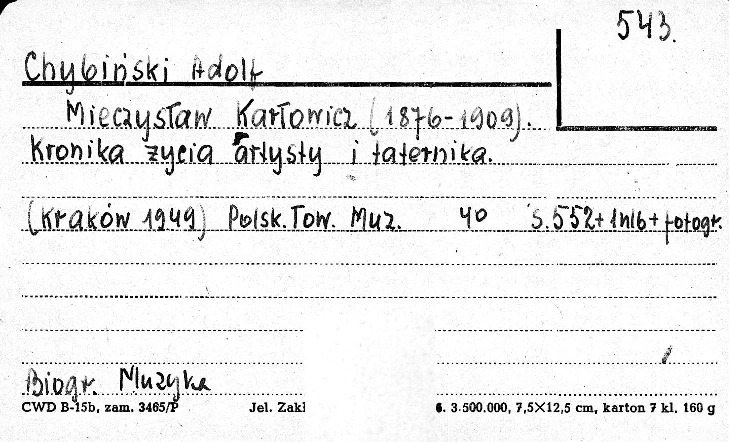 543.
Chybiński Adolf
Mieczysław Karłowicz (1876-1909).
Kronika życia artysty i taternika.
(Kraków 1949) Polsk. Tow. Muz. 40 S. 552 + 1nlb + fotogr.
Biogr. Muzyka
CWD B-15b, zam. 3465/P Jel. Zakł 6. 3.500.000, 7,5×12,5 cm, karton 7 kl. 160 g